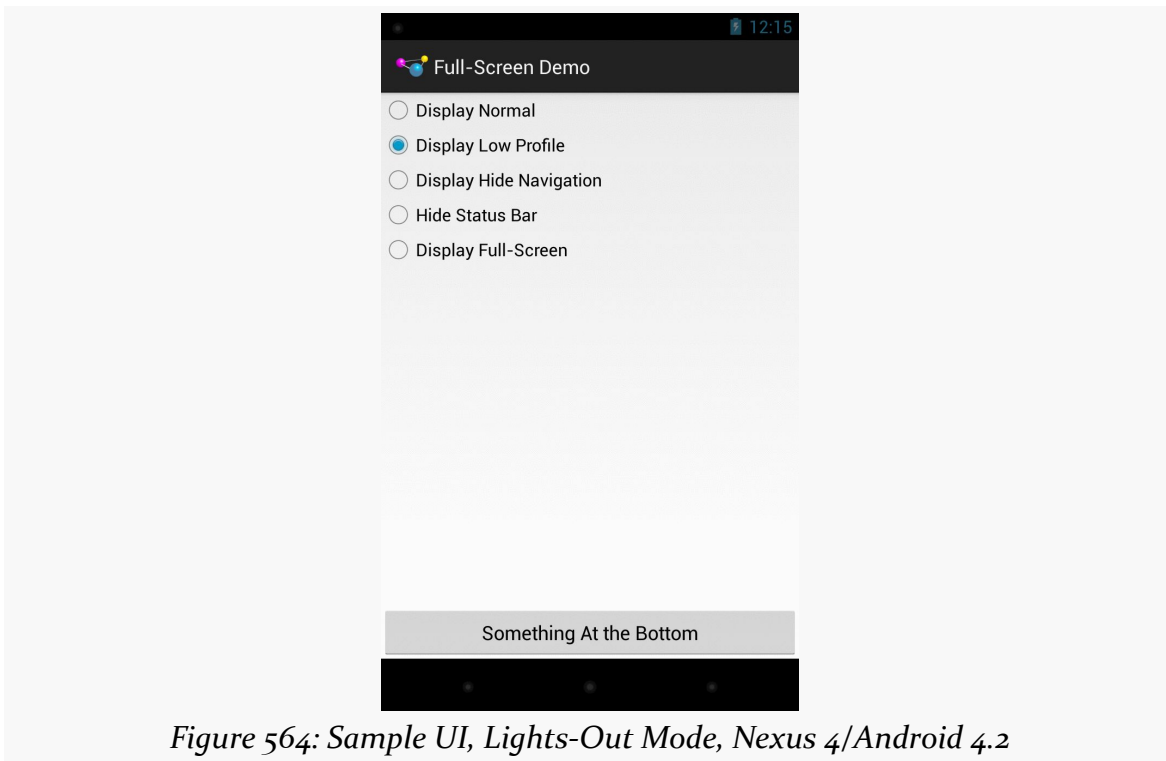 12:15
Full-Screen Demo
Display Normal
Display Low Profile
Display Hide Navigation
Hide Status Bar
Display Full-Screen
Something At the Bottom
Figure 564: Sample UI, Lights-Out Mode, Nexus 4/Android 4.2